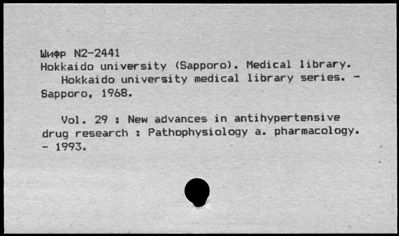 Шифр N2-2441
Hokkaido university (Sapporo). Medical library.
Hokkaido university medical library series. -
Sapporo, 1968.
Vol. 29 : New advances in antihypertensive
drug research : Pathophysiology a. pharmacology.
- 1993.